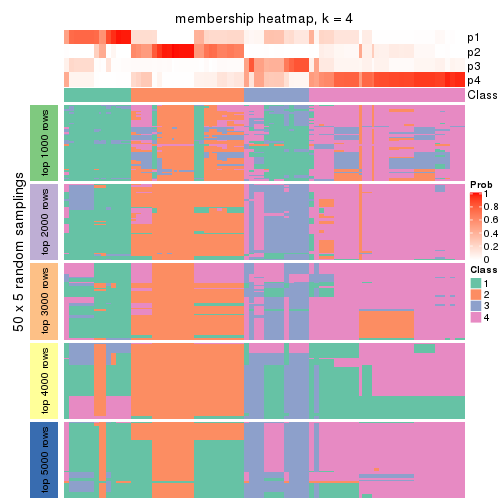 membership heatmap, k = 4
p1
p2
p3
p4
Class
50 x 5 random samplings
top 1000 rows
top 2000 rows
top 3000 rows
top 4000 rows
top 5000 rows
Prob
1
0.8
0.6
0.4
0.2
0
Class
1
2
3
4